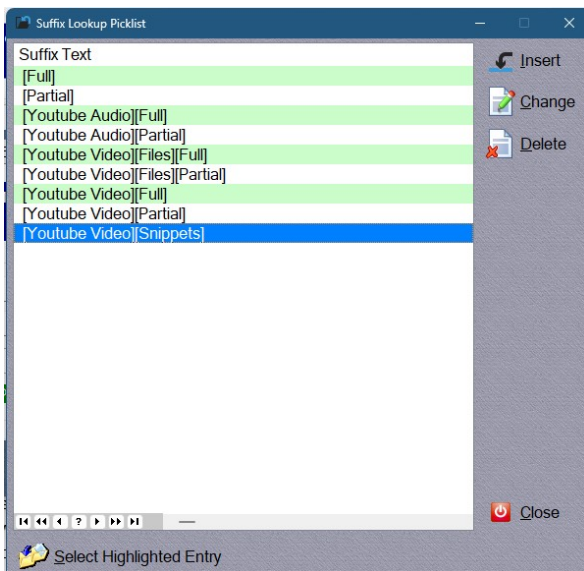 Suffix Lookup Picklist
Suffix Text
[Full]
[Partial]
[Youtube Audio][Full]
[Youtube Audio][Partial]
[Youtube Video][Files][Full]
[Youtube Video][Files][Partial]
[Youtube Video][Full]
[Youtube Video][Partial]
[Youtube Video][Snippets]
Insert
Change
Delete
?
Close
Select Highlighted Entry